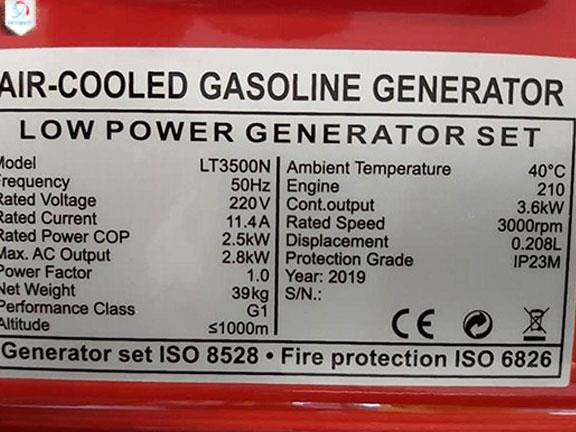 AIR-COOLED GASOLINE GENERATOR
LOW POWER GENERATOR SET
Model LT3500N
Frequency 50Hz
Rated Voltage 220V
Rated Current 11.4A
Rated Power COP 2.5kW
Max. AC Output 2.8kW
Power Factor 1.0
Net Weight 39kg
Performance Class G1
Altitude ≤1000m
Ambient Temperature 40°C
Engine 210
Cont.output 3.6kW
Rated Speed 3000rpm
Displacement 0.208L
Protection Grade IP23M
Year: 2019
S/N.:
CE
Generator set ISO 8528 • Fire protection ISO 6826